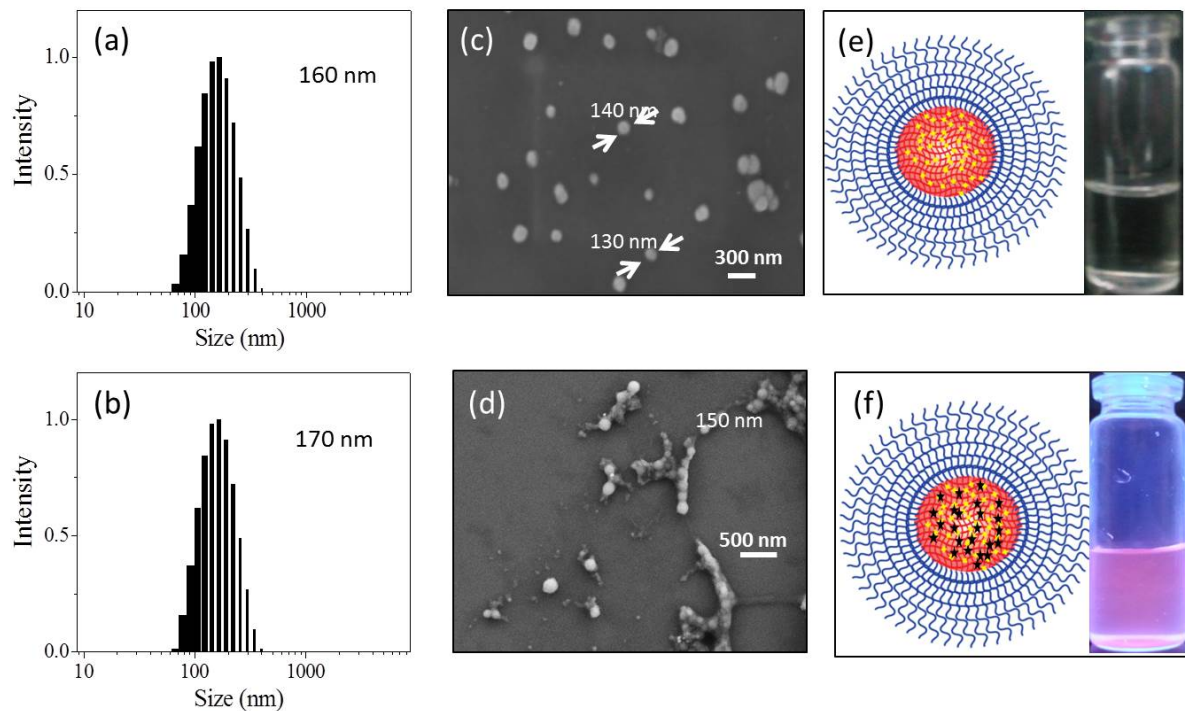 (a)
160 nm
1.0
0.5
0.0
Intensity
10 100 1000
Size (nm)
(c)
140 nm
130 nm
300 nm
(e)
(b)
170 nm
1.0
0.5
0.0
Intensity
10 100 1000
Size (nm)
(d)
150 nm
500 nm
(f)